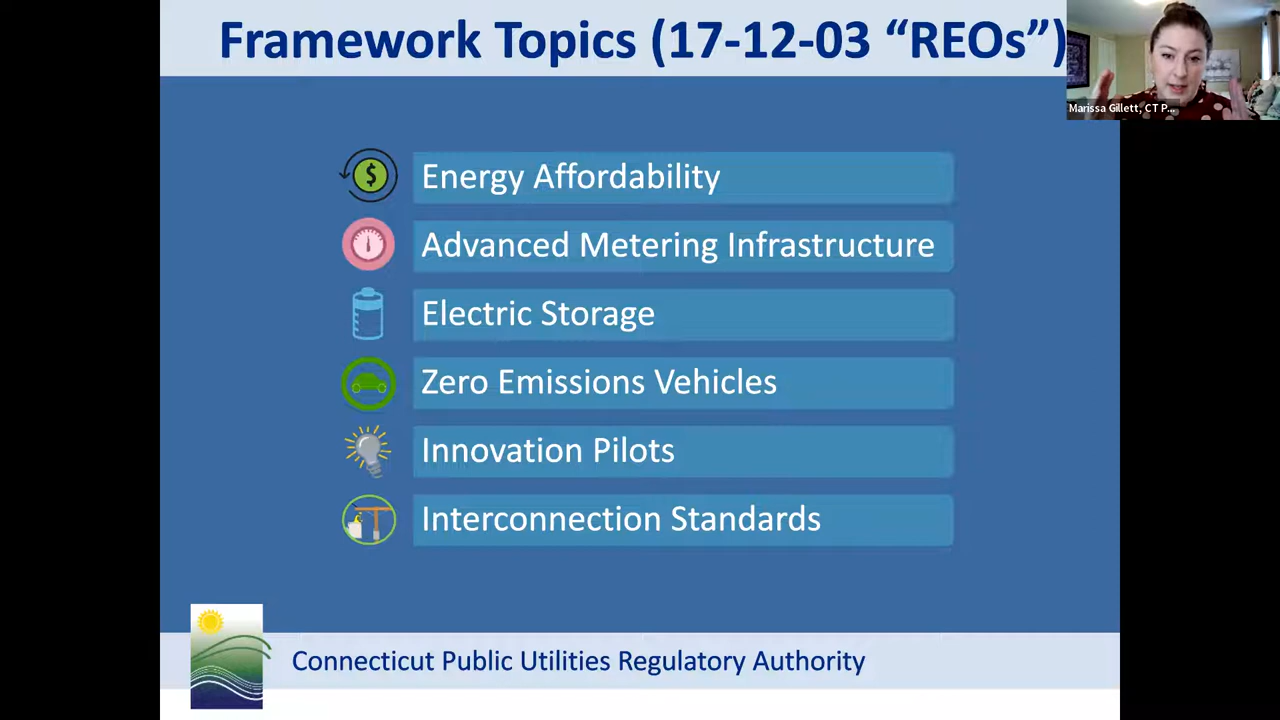 Framework Topics (17-12-03 “REOs”)
Marissa Gillett, CT P...
$
Energy Affordability
Advanced Metering Infrastructure
Electric Storage
Zero Emissions Vehicles
Innovation Pilots
Interconnection Standards
Connecticut Public Utilities Regulatory Authority